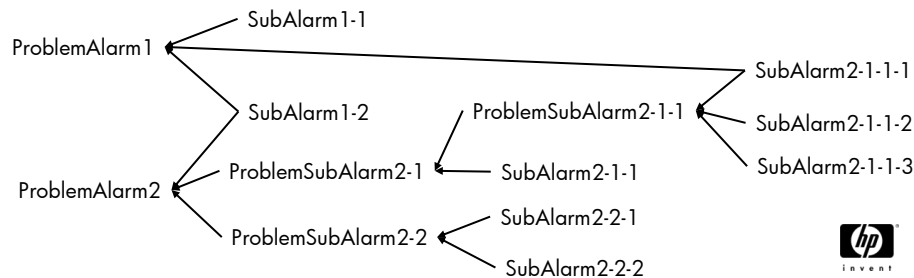 SubAlarm1-1
ProblemAlarm1
SubAlarm2-1-1-1
SubAlarm1-2
ProblemSubAlarm2-1-1
SubAlarm2-1-1-2
ProblemSubAlarm2-1
SubAlarm2-1-1
SubAlarm2-1-1-3
ProblemAlarm2
SubAlarm2-2-1
ProblemSubAlarm2-2
SubAlarm2-2-2
hp
invent